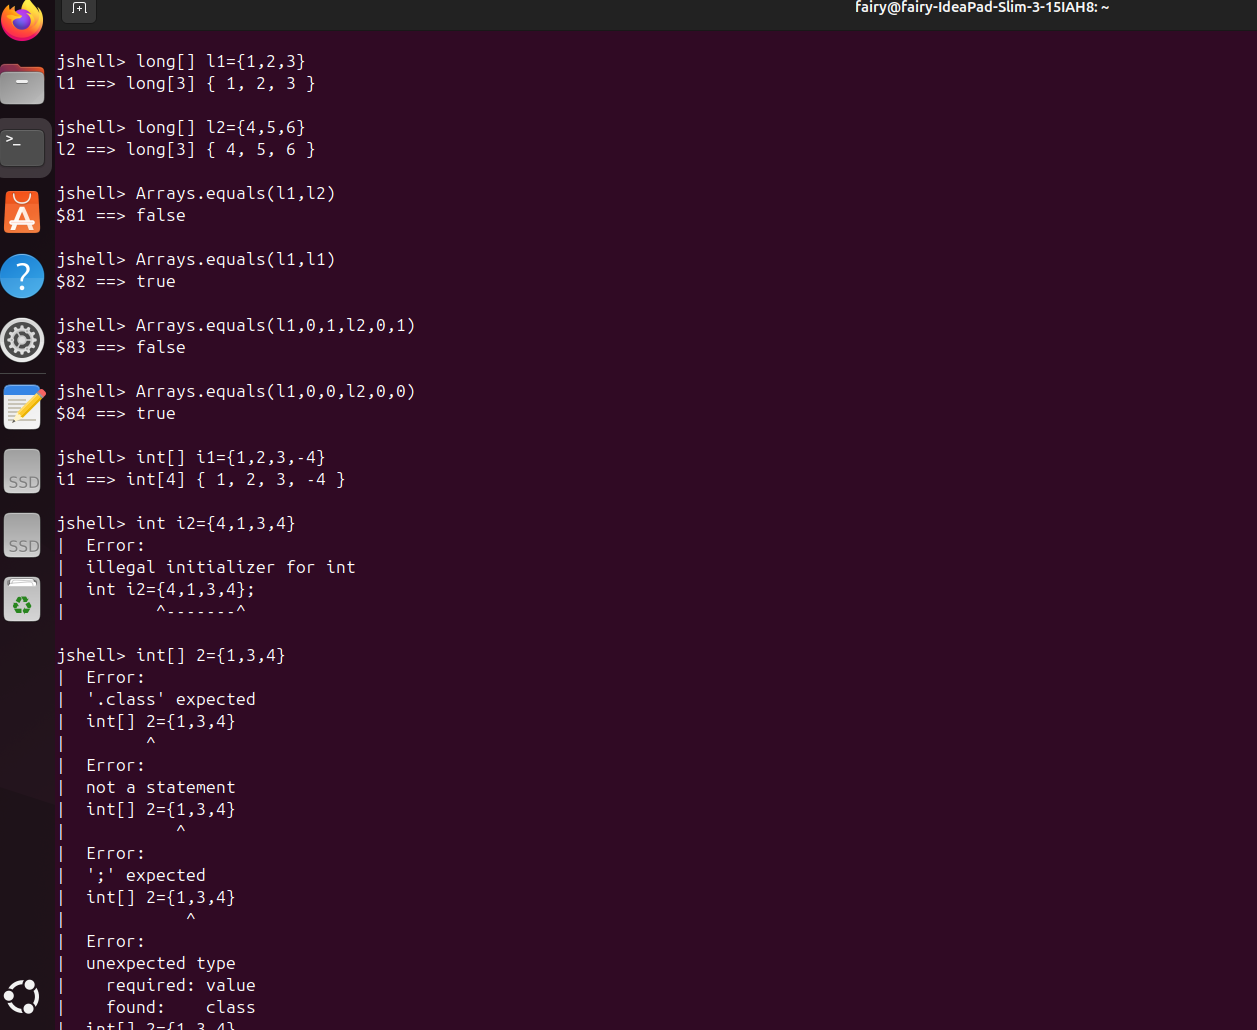 fairy@fairy-IdeaPad-Slim-3-15IAH8: ~
jshell> long[] l1={1,2,3}
l1 ==> long[3] { 1, 2, 3 }
jshell> long[] l2={4,5,6}
l2 ==> long[3] { 4, 5, 6 }
jshell> Arrays.equals(l1,l2)
$81 ==> false
jshell> Arrays.equals(l1,l1)
$82 ==> true
jshell> Arrays.equals(l1,0,1,l2,0,1)
$83 ==> false
jshell> Arrays.equals(l1,0,0,l2,0,0)
$84 ==> true
jshell> int[] i1={1,2,3,-4}
i1 ==> int[4] { 1, 2, 3, -4 }
jshell> int i2={4,1,3,4}
|  Error:
|  illegal initializer for int
|  int i2={4,1,3,4};
|         ^-------^
jshell> int[] 2={1,3,4}
|  Error:
|  '.class' expected
|  int[] 2={1,3,4}
|        ^
|  Error:
|  not a statement
|  int[] 2={1,3,4}
|           ^
|  Error:
|  ';' expected
|  int[] 2={1,3,4}
|            ^
|  Error:
|  unexpected type
|    required: value
|    found:    class
|  int[] 2={1,3,4}
SSD
SSD